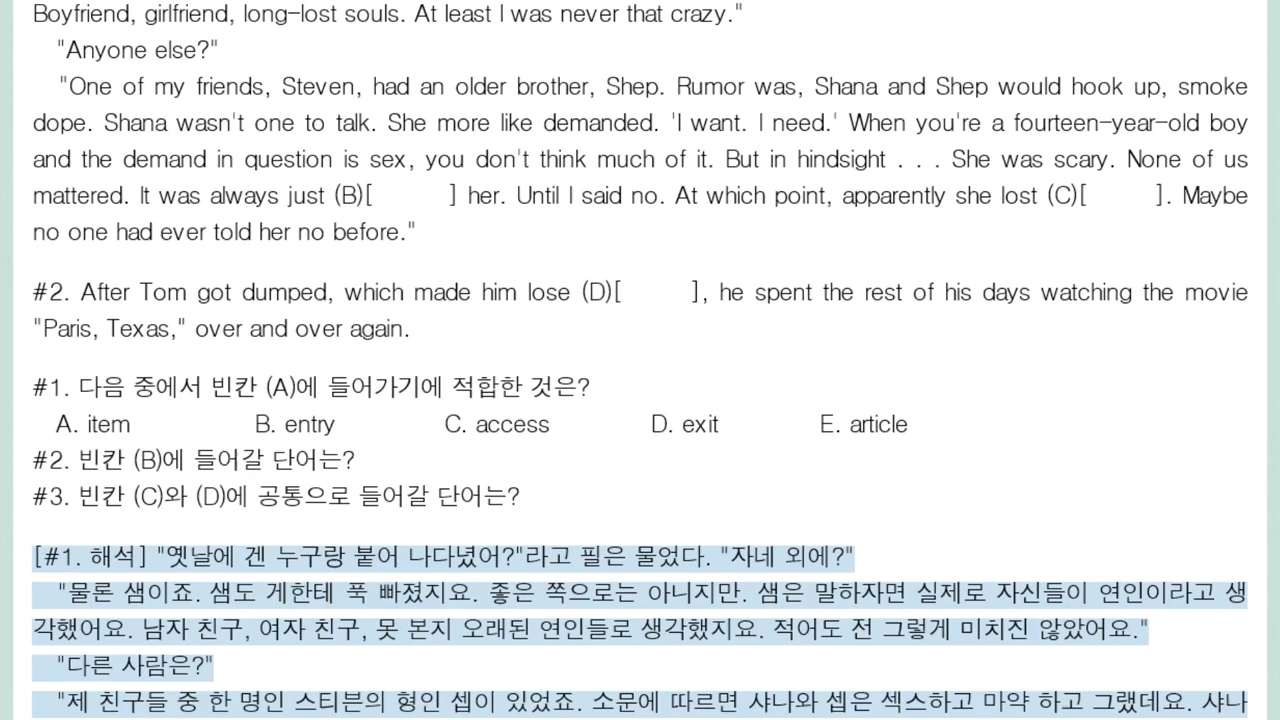 Boyfriend, girlfriend, long-lost souls. At least I was never that crazy."
"Anyone else?"
"One of my friends, Steven, had an older brother, Shep. Rumor was, Shana and Shep would hook up, smoke
dope. Shana wasn't one to talk. She more like demanded. 'I want. I need.' When you're a fourteen-year-old boy
and the demand in question is sex, you don't think much of it. But in hindsight . . . She was scary. None of us
mattered. It was always just (B)[ ] her. Until I said no. At which point, apparently she lost (C)[ ]. Maybe
no one had ever told her no before."
#2. After Tom got dumped, which made him lose (D)[ ], he spent the rest of his days watching the movie
"Paris, Texas," over and over again.
#1. 다음 중에서 빈칸 (A)에 들어가기에 적합한 것은?
A. item B. entry C. access D. exit E. article
#2. 빈칸 (B)에 들어갈 단어는?
#3. 빈칸 (C)와 (D)에 공통으로 들어갈 단어는?
[#1. 해석] "옛날에 겐 누구랑 붙어 나다녔어?"라고 필은 물었다. "자네 외에?"
"물론 샘이죠. 샘도 게한테 푹 빠졌지요. 좋은 쪽으로는 아니지만. 샘은 말하자면 실제로 자신들이 연인이라고 생
각했어요. 남자 친구, 여자 친구, 못 본지 오래된 연인들로 생각했지요. 적어도 전 그렇게 미치진 않았어요."
"다른 사람은?"
"제 친구들 중 한 명인 스티븐의 형인 셉이 있었죠. 소문에 따르면 샤나와 셉은 섹스하고 마약 하고 그랬데요. 샤나